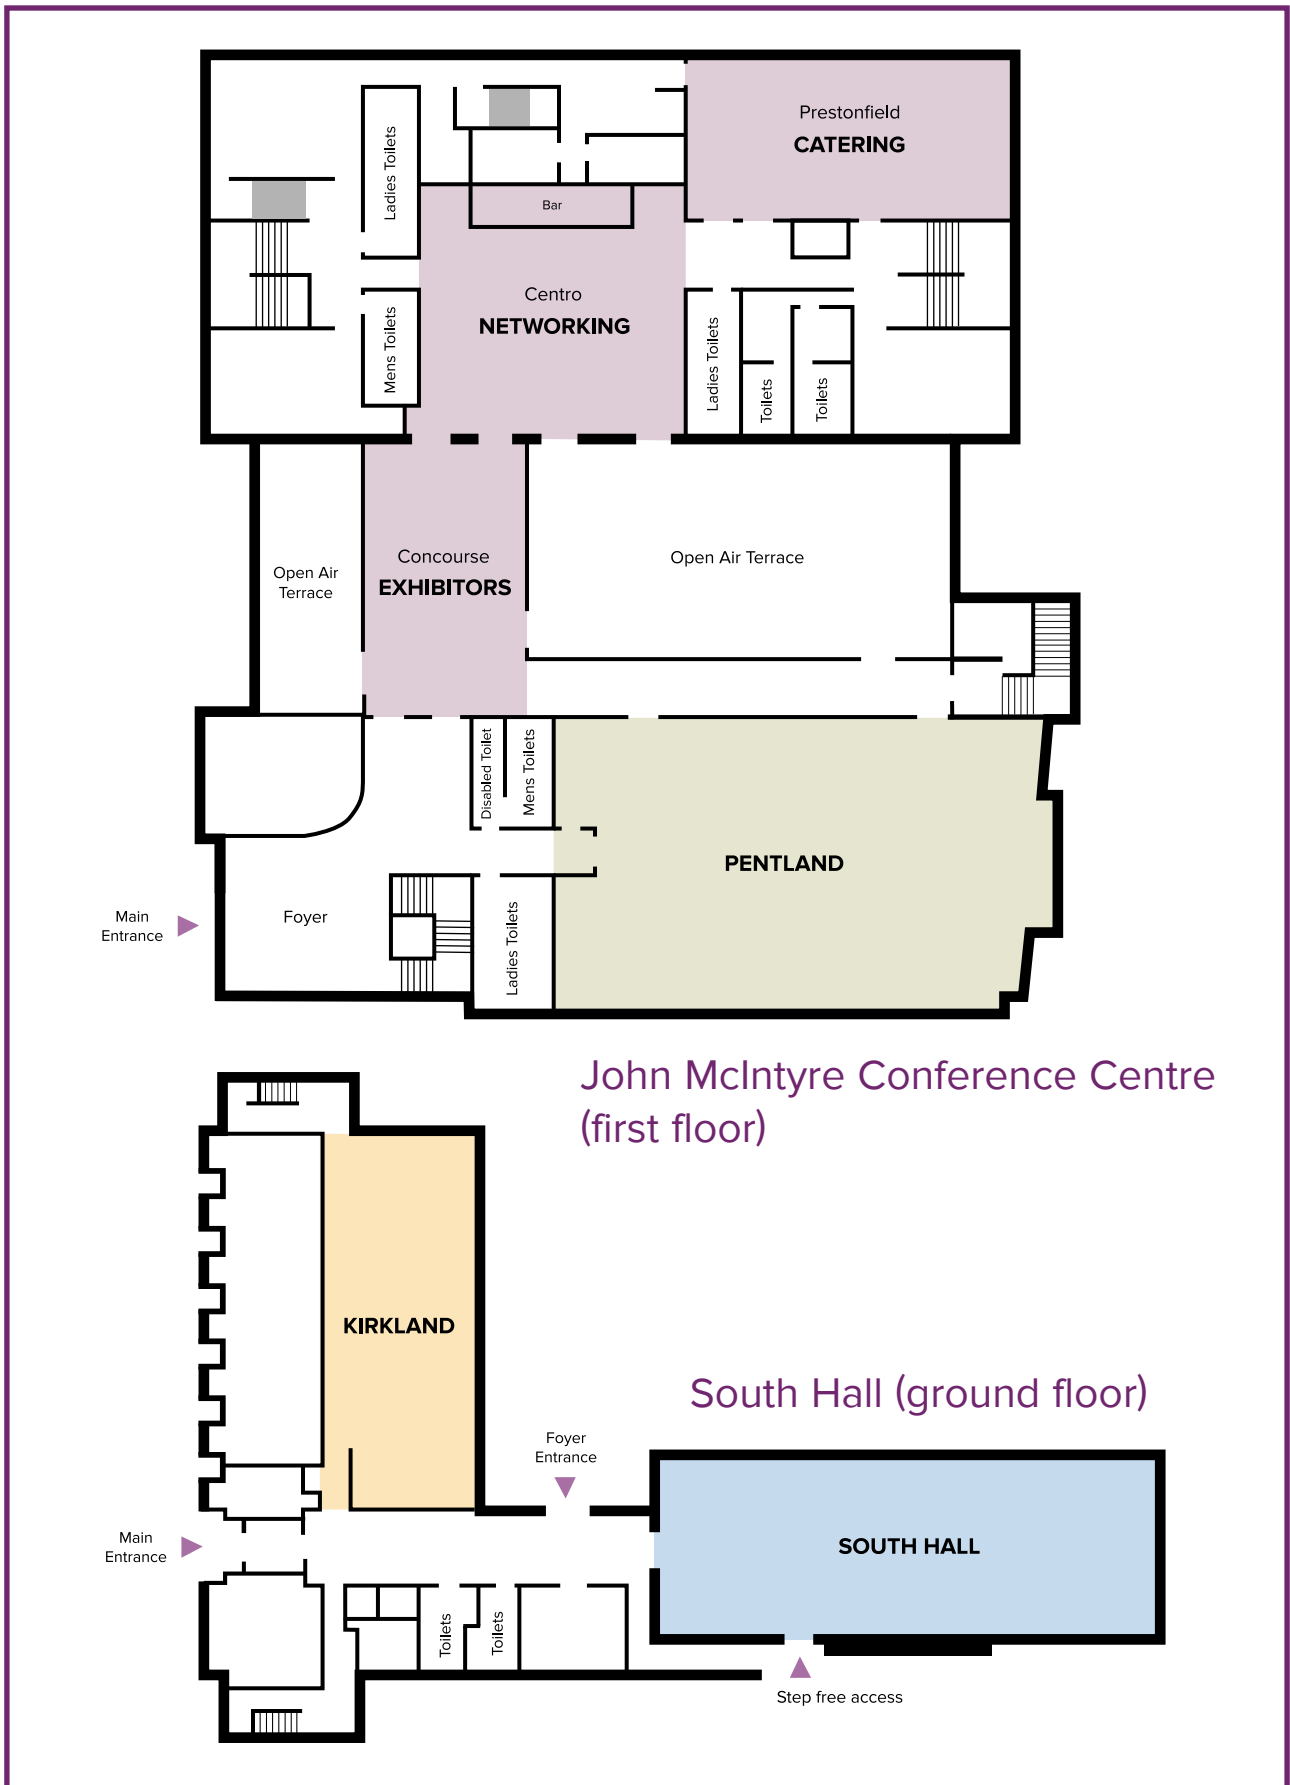 Prestonfield
CATERING
Ladies Toilets
Bar
Centro
NETWORKING
Mens Toilets
Ladies Toilets
Toilets
Toilets
Concourse
EXHIBITORS
Open Air
Terrace
Open Air Terrace
Disabled Toilet
Mens Toilets
PENTLAND
Main
Entrance
Foyer
Ladies Toilets
John McIntyre Conference Centre
(first floor)
KIRKLAND
South Hall (ground floor)
Foyer
Entrance
Main
Entrance
SOUTH HALL
Toilets
Toilets
Step free access